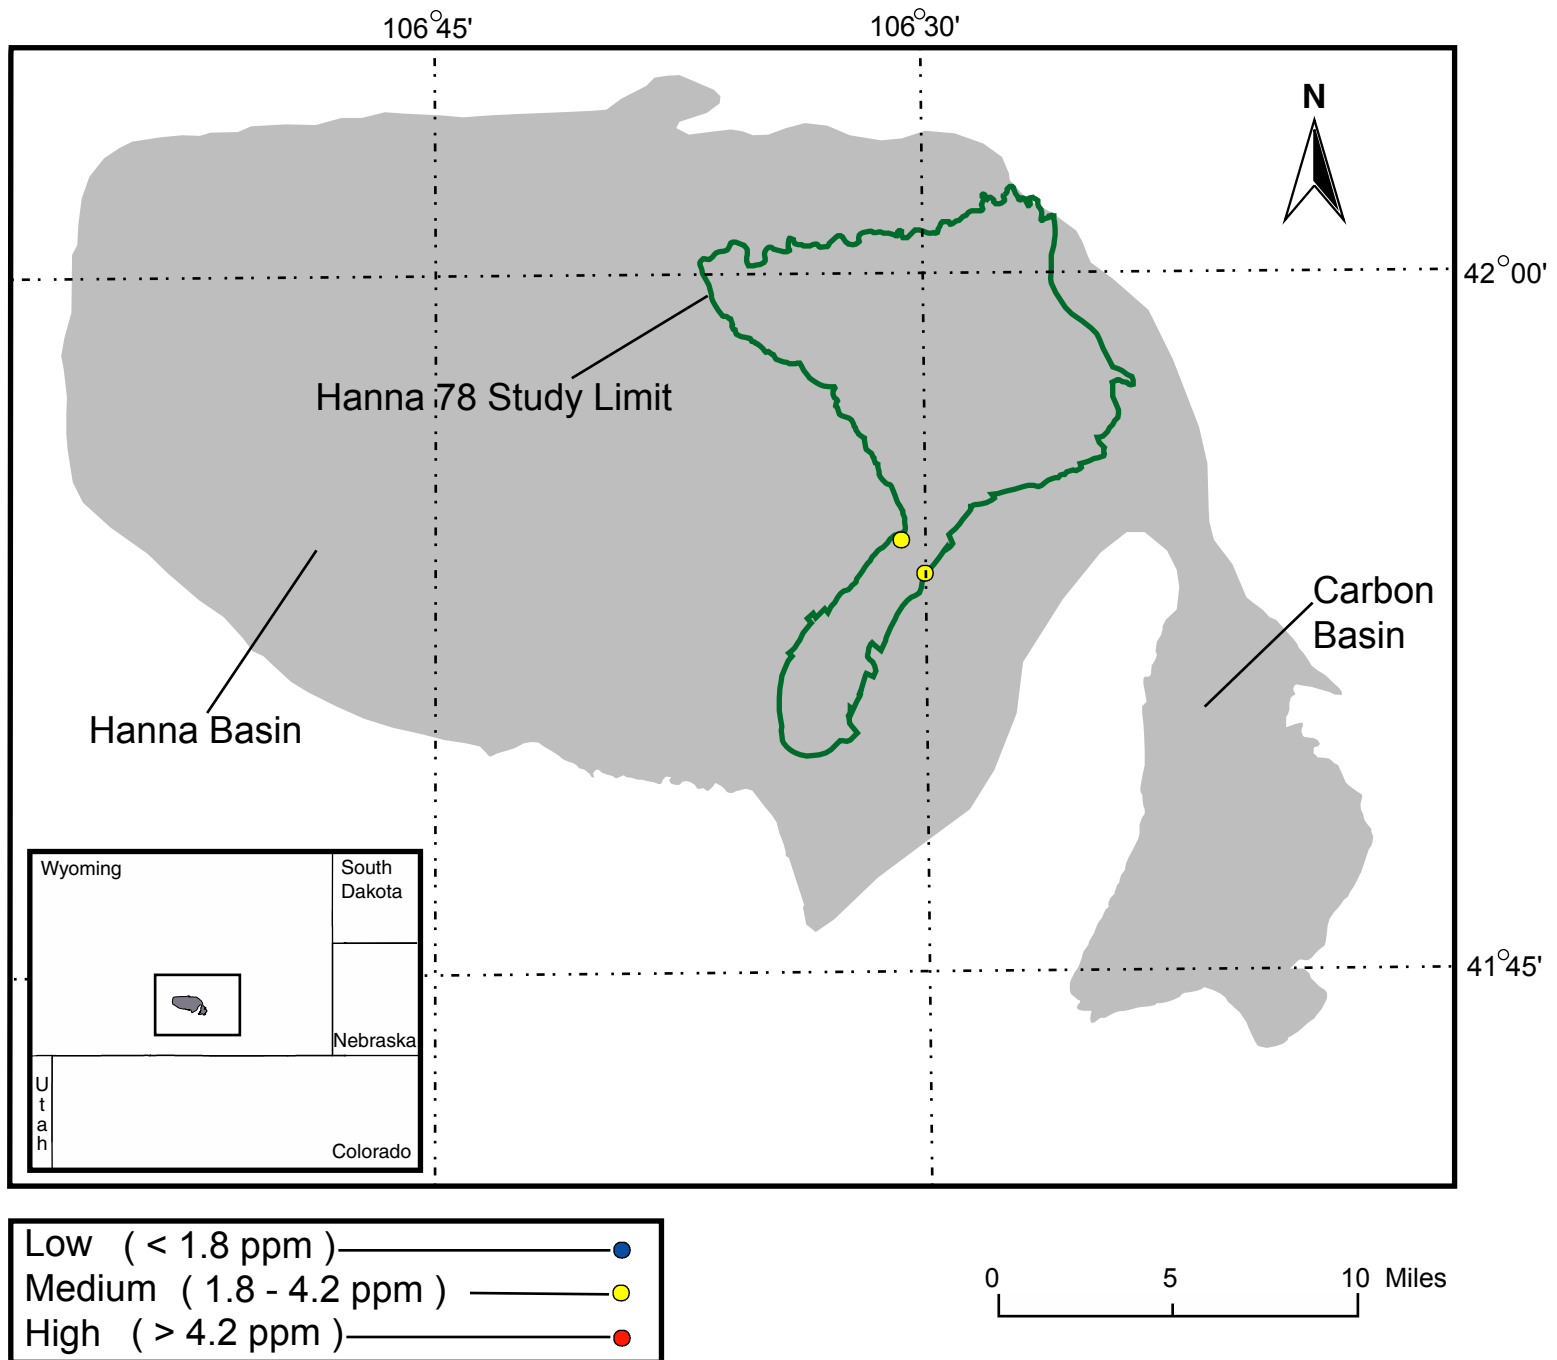 106°45'
106°30'
N
42°00'
Hanna 78 Study Limit
Carbon
Basin
Hanna Basin
Wyoming
South
Dakota
Nebraska
Utah
Colorado
41°45'
Low ( < 1.8 ppm )
Medium ( 1.8 - 4.2 ppm )
High ( > 4.2 ppm )
0 5 10 Miles